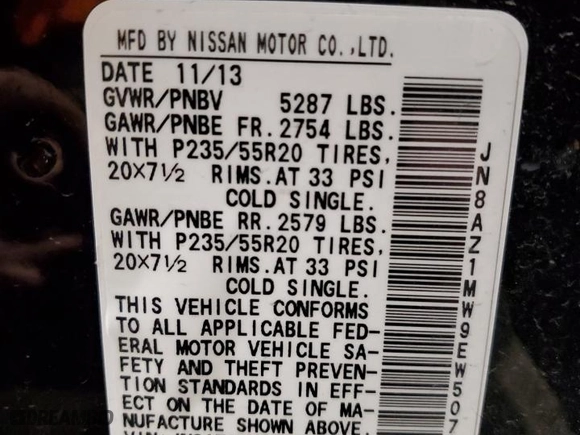 MFD BY NISSAN MOTOR CO.,LTD.
DATE 11/13
GVWR/PNBV 5287 LBS.
GAWR/PNBE FR. 2754 LBS.
WITH P235/55R20 TIRES,
20X7½ RIMS. AT 33 PSI
COLD SINGLE.
GAWR/PNBE RR. 2579 LBS.
WITH P235/55R20 TIRES,
20X7½ RIMS. AT 33 PSI
COLD SINGLE.
THIS VEHICLE CONFORMS
TO ALL APPLICABLE FED-
ERAL MOTOR VEHICLE SA-
FETY AND THEFT PREVEN-
TION STANDARDS IN EFF-
ECT ON THE DATE OF MA-
NUFACTURE SHOWN ABOVE.
JN8AZ1MW9EW507